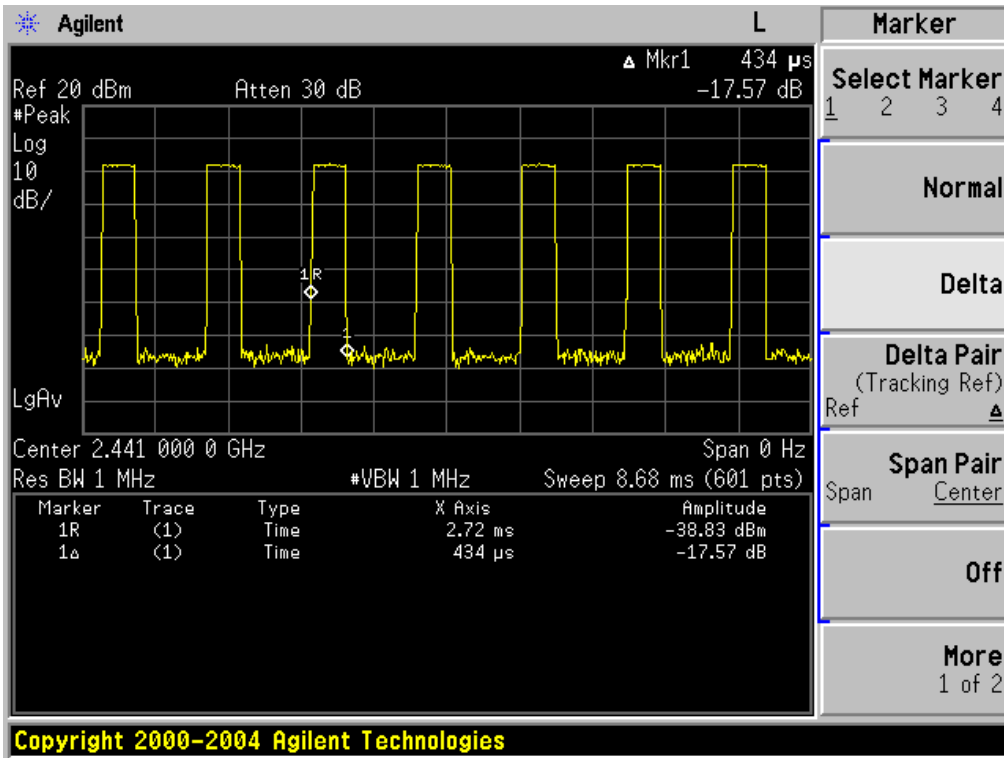 Agilent L Marker
Δ Mkr1 434 μs
Ref 20 dBm Atten 30 dB -17.57 dB
#Peak
Log
10
dB/
1R
1
LgAv
Center 2.441 000 0 GHz Span 0 Hz
Res BW 1 MHz #VBW 1 MHz Sweep 8.68 ms (601 pts)
Marker Trace Type X Axis Amplitude
1R (1) Time 2.72 ms -38.83 dBm
1Δ (1) Time 434 μs -17.57 dB
Select Marker
1 2 3 4
Normal
Delta
Delta Pair
(Tracking Ref)
Ref Δ
Span Pair
Span Center
Off
More
1 of 2
Copyright 2000-2004 Agilent Technologies